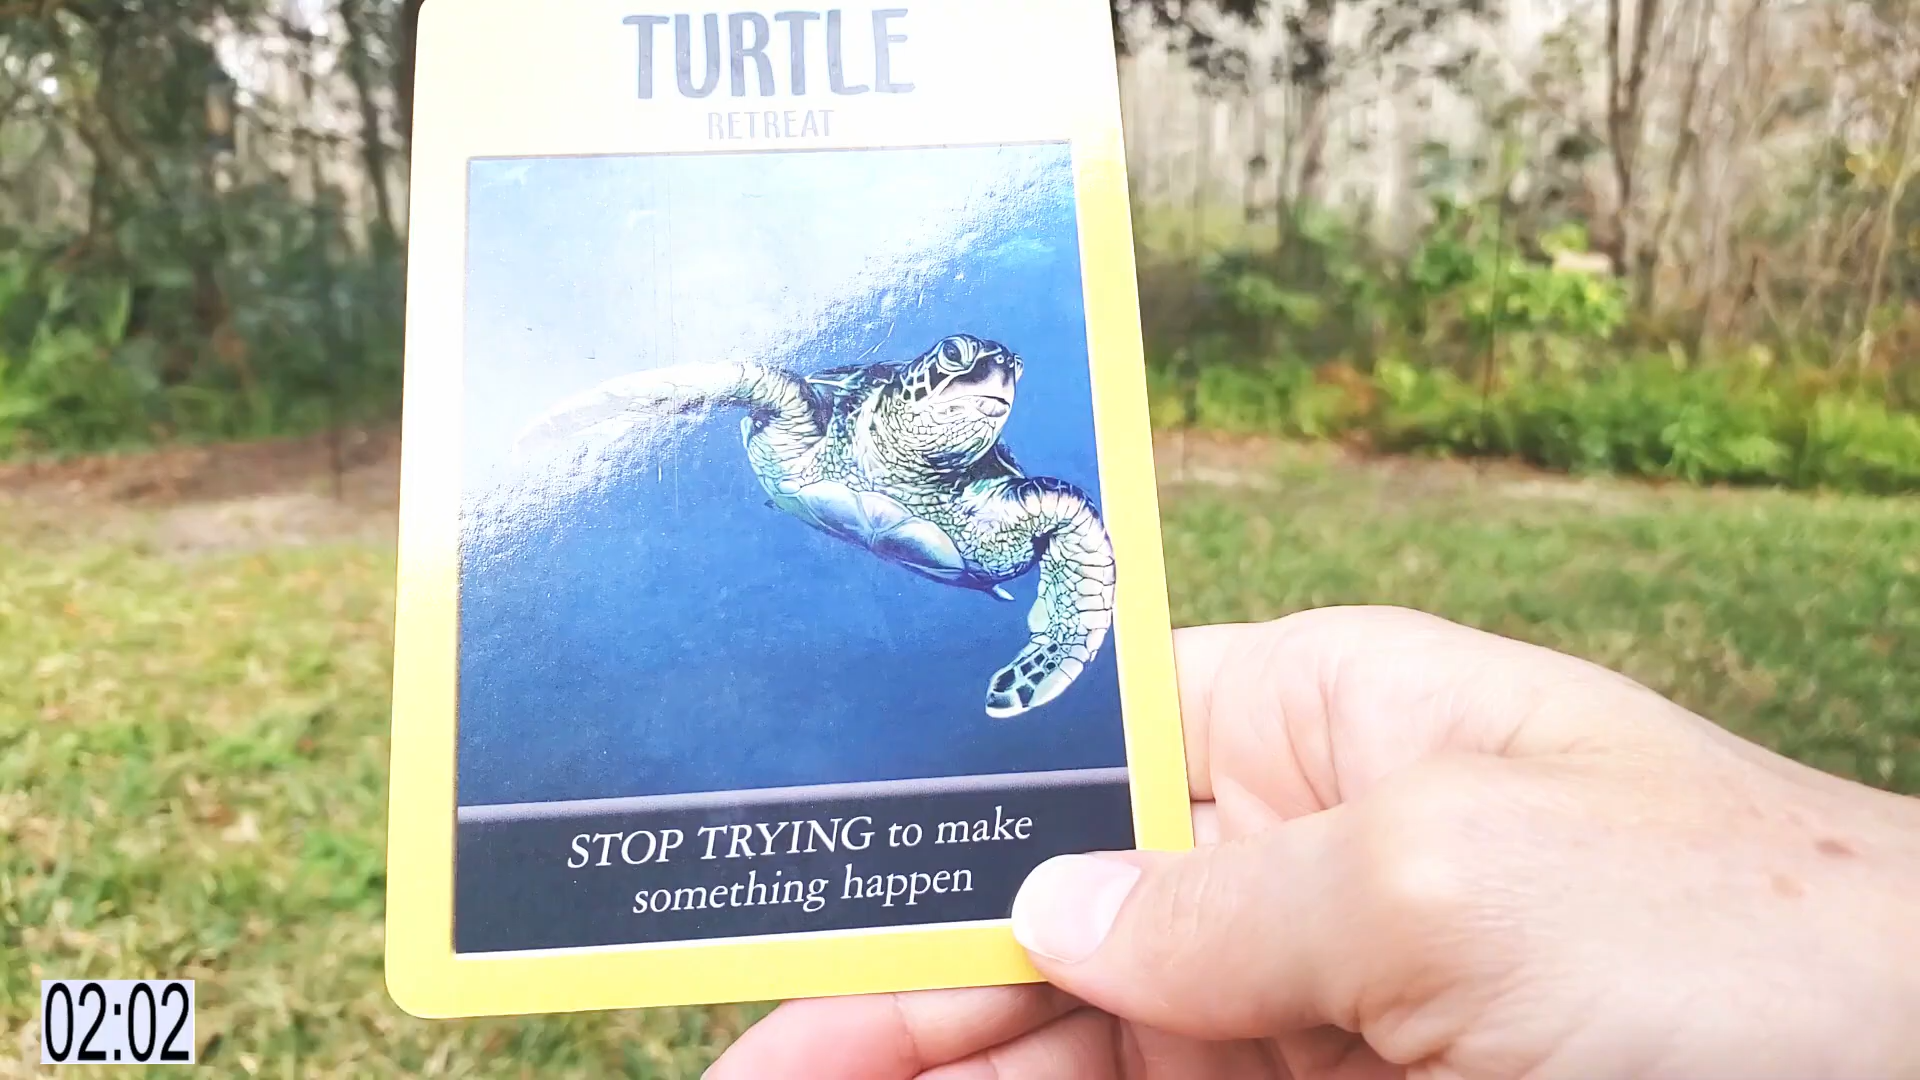 TURTLE
RETREAT
STOP TRYING to make
something happen
02:02